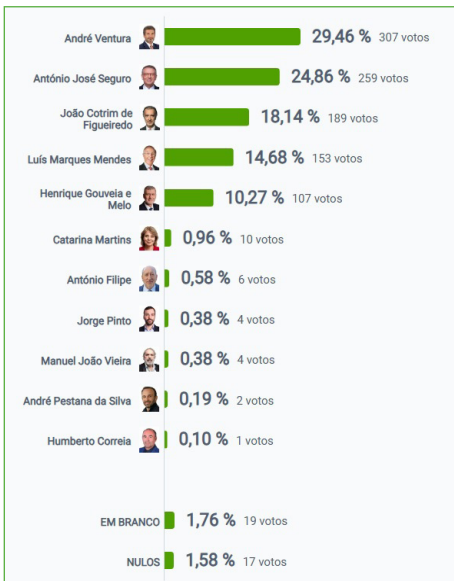 André Ventura 29,46 % 307 votos
António José Seguro 24,86 % 259 votos
João Cotrim de
Figueiredo 18,14 % 189 votos
Luís Marques Mendes 14,68 % 153 votos
Henrique Gouveia e
Melo 10,27 % 107 votos
Catarina Martins 0,96 % 10 votos
António Filipe 0,58 % 6 votos
Jorge Pinto 0,38 % 4 votos
Manuel João Vieira 0,38 % 4 votos
André Pestana da Silva 0,19 % 2 votos
Humberto Correia 0,10 % 1 votos
EM BRANCO 1,76 % 19 votos
NULOS 1,58 % 17 votos